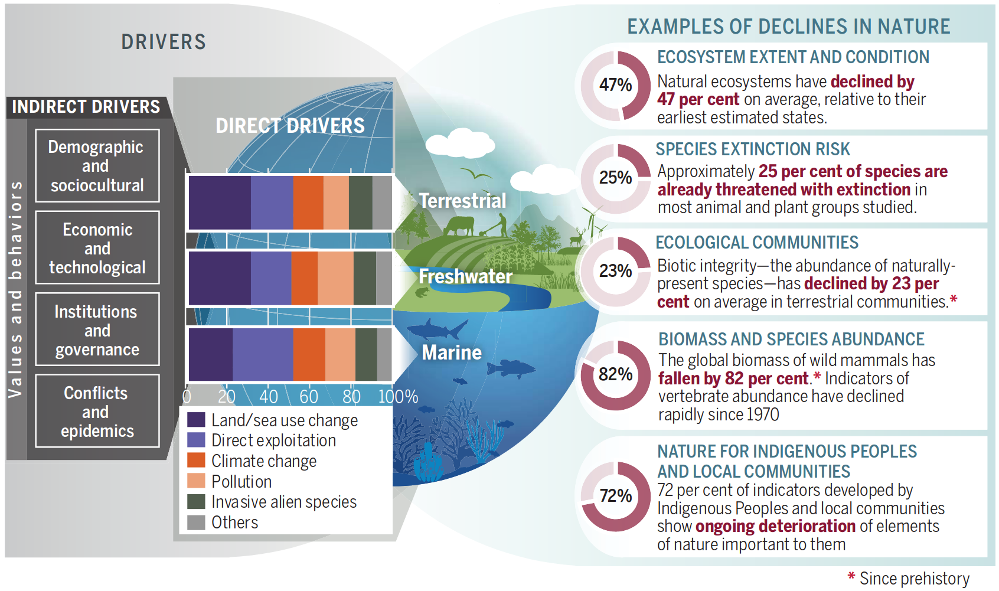 DRIVERS
INDIRECT DRIVERS
Values and behaviors
Demographic
and
sociocultural
Economic
and
technological
Institutions
and
governance
Conflicts
and
epidemics
DIRECT DRIVERS
Terrestrial
Freshwater
Marine
0 20 40 60 80 100%
Land/sea use change
Direct exploitation
Climate change
Pollution
Invasive alien species
Others
EXAMPLES OF DECLINES IN NATURE
47%
ECOSYSTEM EXTENT AND CONDITION
Natural ecosystems have declined by
47 per cent on average, relative to their
earliest estimated states.
25%
SPECIES EXTINCTION RISK
Approximately 25 per cent of species are
already threatened with extinction in
most animal and plant groups studied.
23%
ECOLOGICAL COMMUNITIES
Biotic integrity—the abundance of naturally-
present species—has declined by 23 per
cent on average in terrestrial communities.*
82%
BIOMASS AND SPECIES ABUNDANCE
The global biomass of wild mammals has
fallen by 82 per cent.* Indicators of
vertebrate abundance have declined
rapidly since 1970
72%
NATURE FOR INDIGENOUS PEOPLES
AND LOCAL COMMUNITIES
72 per cent of indicators developed by
Indigenous Peoples and local communities
show ongoing deterioration of elements
of nature important to them
* Since prehistory